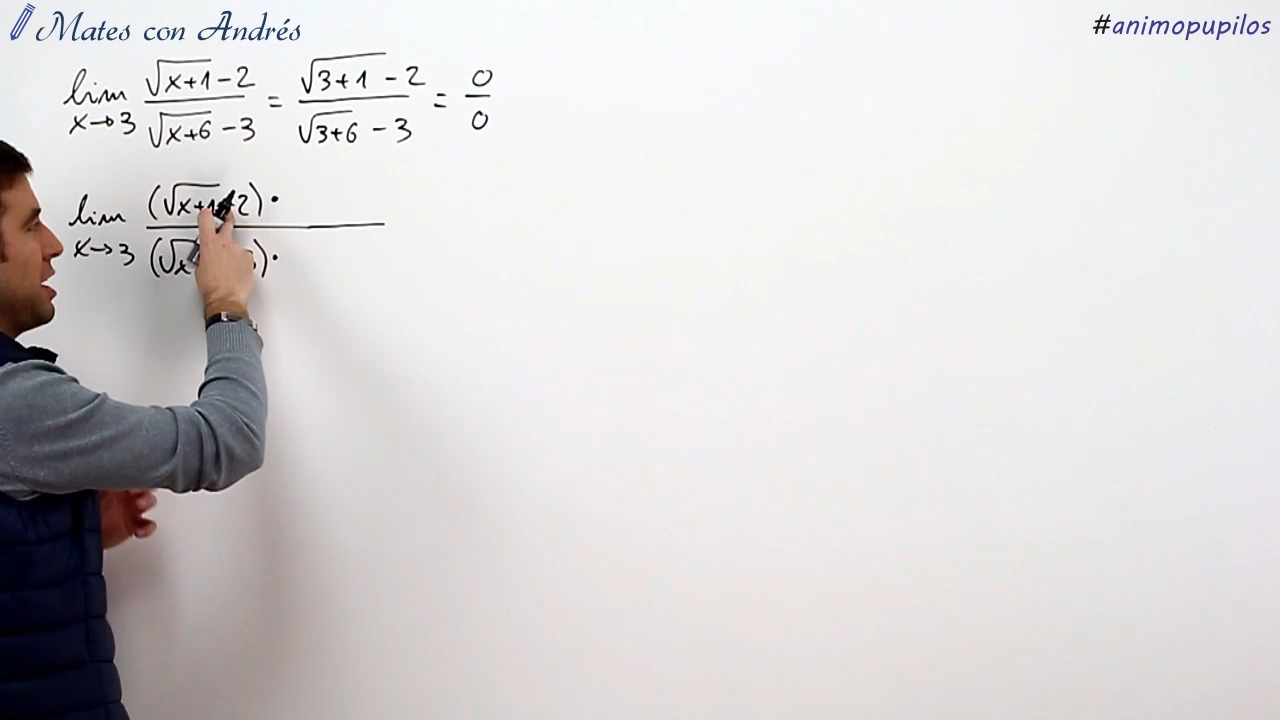 Mates con Andrés
#animopupilos
lim x→3 (√(x+1) - 2)/(√(x+6) - 3) = (√(3+1) - 2)/(√(3+6) - 3) = 0/0
lim x→3
(√x+1 2) ·
(√x ) ·